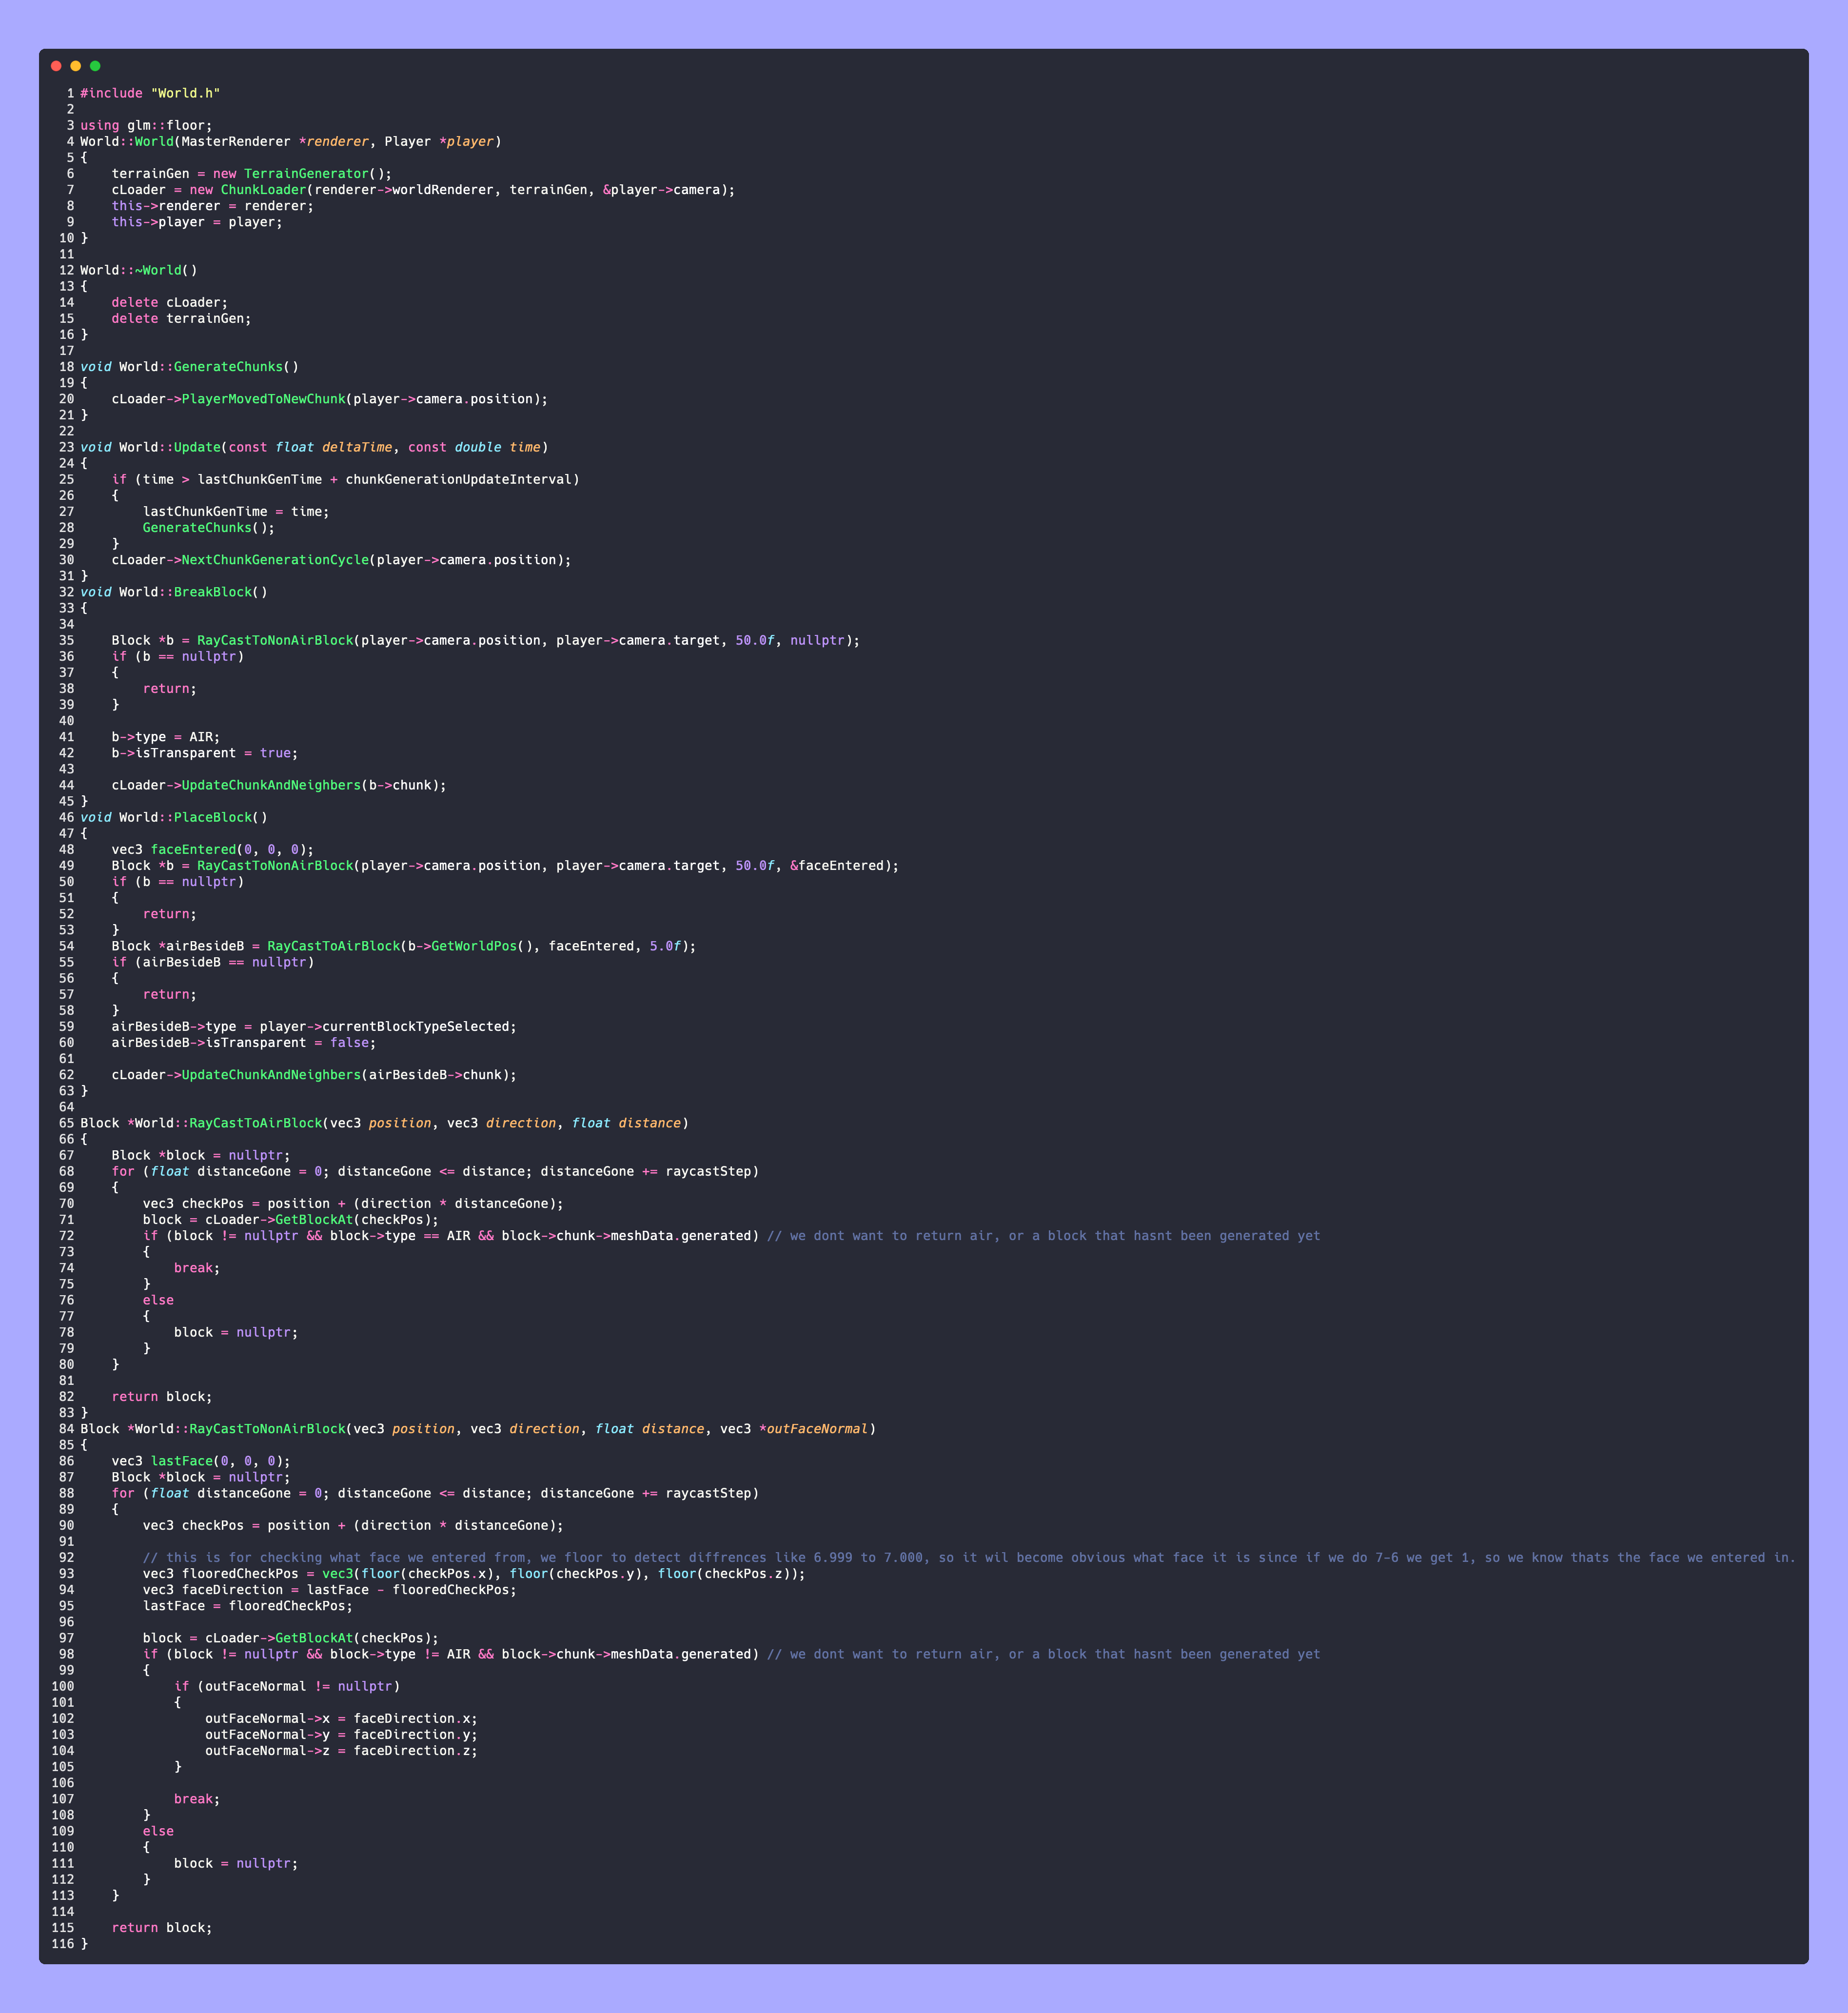 1 #include "World.h"
2
3 using glm::floor;
4 World::World(MasterRenderer *renderer, Player *player)
5 {
6     terrainGen = new TerrainGenerator();
7     cLoader = new ChunkLoader(renderer->worldRenderer, terrainGen, &player->camera);
8     this->renderer = renderer;
9     this->player = player;
10 }
11
12 World::~World()
13 {
14     delete cLoader;
15     delete terrainGen;
16 }
17
18 void World::GenerateChunks()
19 {
20     cLoader->PlayerMovedToNewChunk(player->camera.position);
21 }
22
23 void World::Update(const float deltaTime, const double time)
24 {
25     if (time > lastChunkGenTime + chunkGenerationUpdateInterval)
26     {
27         lastChunkGenTime = time;
28         GenerateChunks();
29     }
30     cLoader->NextChunkGenerationCycle(player->camera.position);
31 }
32 void World::BreakBlock()
33 {
34
35     Block *b = RayCastToNonAirBlock(player->camera.position, player->camera.target, 50.0f, nullptr);
36     if (b == nullptr)
37     {
38         return;
39     }
40
41     b->type = AIR;
42     b->isTransparent = true;
43
44     cLoader->UpdateChunkAndNeighbers(b->chunk);
45 }
46 void World::PlaceBlock()
47 {
48     vec3 faceEntered(0, 0, 0);
49     Block *b = RayCastToNonAirBlock(player->camera.position, player->camera.target, 50.0f, &faceEntered);
50     if (b == nullptr)
51     {
52         return;
53     }
54     Block *airBesideB = RayCastToAirBlock(b->GetWorldPos(), faceEntered, 5.0f);
55     if (airBesideB == nullptr)
56     {
57         return;
58     }
59     airBesideB->type = player->currentBlockTypeSelected;
60     airBesideB->isTransparent = false;
61
62     cLoader->UpdateChunkAndNeighbers(airBesideB->chunk);
63 }
64
65 Block *World::RayCastToAirBlock(vec3 position, vec3 direction, float distance)
66 {
67     Block *block = nullptr;
68     for (float distanceGone = 0; distanceGone <= distance; distanceGone += raycastStep)
69     {
70         vec3 checkPos = position + (direction * distanceGone);
71         block = cLoader->GetBlockAt(checkPos);
72         if (block != nullptr && block->type == AIR && block->chunk->meshData.generated) // we dont want to return air, or a block that hasnt been generated yet
73         {
74             break;
75         }
76         else
77         {
78             block = nullptr;
79         }
80     }
81
82     return block;
83 }
84 Block *World::RayCastToNonAirBlock(vec3 position, vec3 direction, float distance, vec3 *outFaceNormal)
85 {
86     vec3 lastFace(0, 0, 0);
87     Block *block = nullptr;
88     for (float distanceGone = 0; distanceGone <= distance; distanceGone += raycastStep)
89     {
90         vec3 checkPos = position + (direction * distanceGone);
91
92         // this is for checking what face we entered from, we floor to detect diffrences like 6.999 to 7.000, so it wil become obvious what face it is since if we do 7-6 we get 1, so we know thats the face we entered in.
93         vec3 flooredCheckPos = vec3(floor(checkPos.x), floor(checkPos.y), floor(checkPos.z));
94         vec3 faceDirection = lastFace - flooredCheckPos;
95         lastFace = flooredCheckPos;
96
97         block = cLoader->GetBlockAt(checkPos);
98         if (block != nullptr && block->type != AIR && block->chunk->meshData.generated) // we dont want to return air, or a block that hasnt been generated yet
99         {
100             if (outFaceNormal != nullptr)
101             {
102                 outFaceNormal->x = faceDirection.x;
103                 outFaceNormal->y = faceDirection.y;
104                 outFaceNormal->z = faceDirection.z;
105             }
106
107             break;
108         }
109         else
110         {
111             block = nullptr;
112         }
113     }
114
115     return block;
116 }